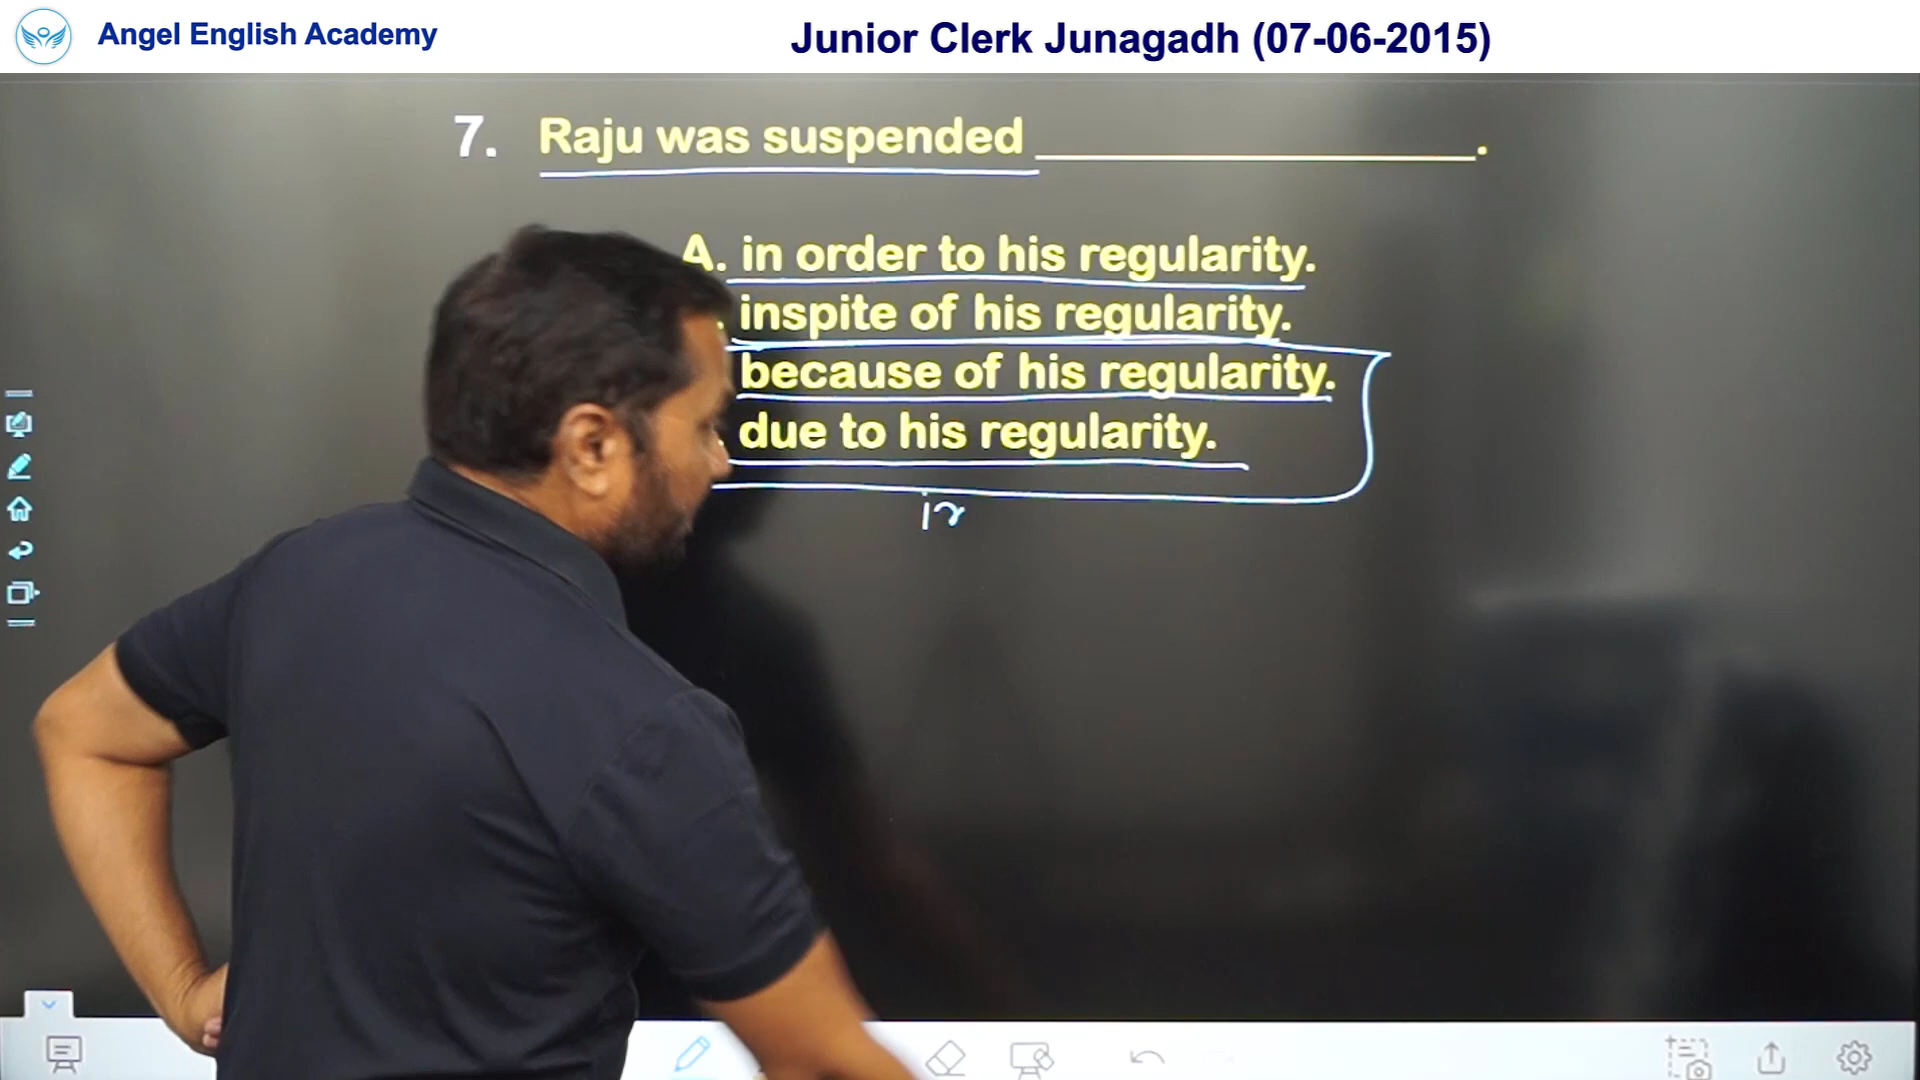 Angel English Academy
Junior Clerk Junagadh (07-06-2015)
7. Raju was suspended ____________.
A. in order to his regularity.
. inspite of his regularity.
because of his regularity.
. due to his regularity.